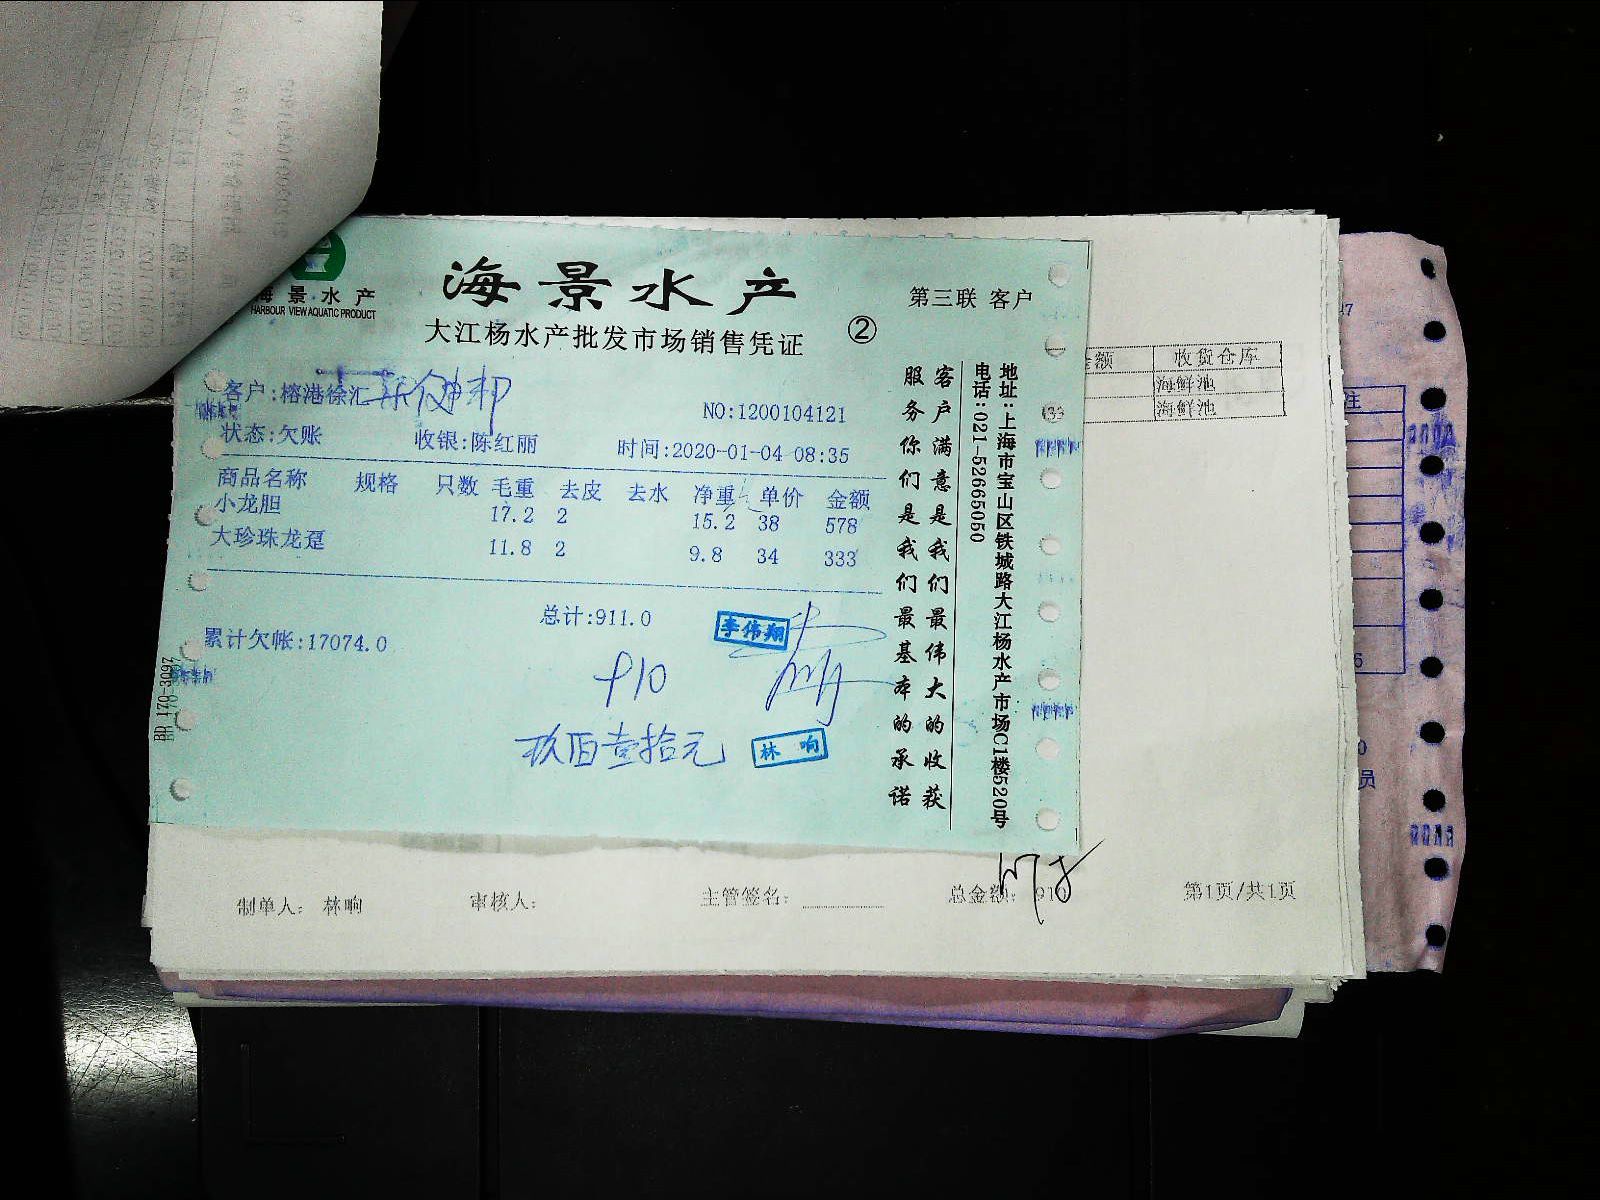 海景水产
HARBOUR VIEW AQUATIC PRODUCT
海景水产
大江杨水产批发市场销售凭证
②
第三联 客户
客户:榕港徐汇
NO:1200104121
状态:欠账 收银:陈红丽 时间:2020-01-04 08:35
商品名称 规格 只数 毛重 去皮 去水 净重 单价 金额
小龙胆 17.2 2 15.2 38 578
大珍珠龙趸 11.8 2 9.8 34 333
总计:911.0
李伟翔
累计欠帐:17074.0
910
玖佰壹拾元
林响
客户满意是我们最伟大的收获
服务你们是我们最基本的承诺
地址:上海市宝山区铁城路大江杨水产市场C1楼520号
电话:021-52665050
BR 170-3097
金额 收货仓库
海鲜池
海鲜池
注
制单人: 林响 审核人: 主管签名: 总金额: 910 第1页/共1页
员